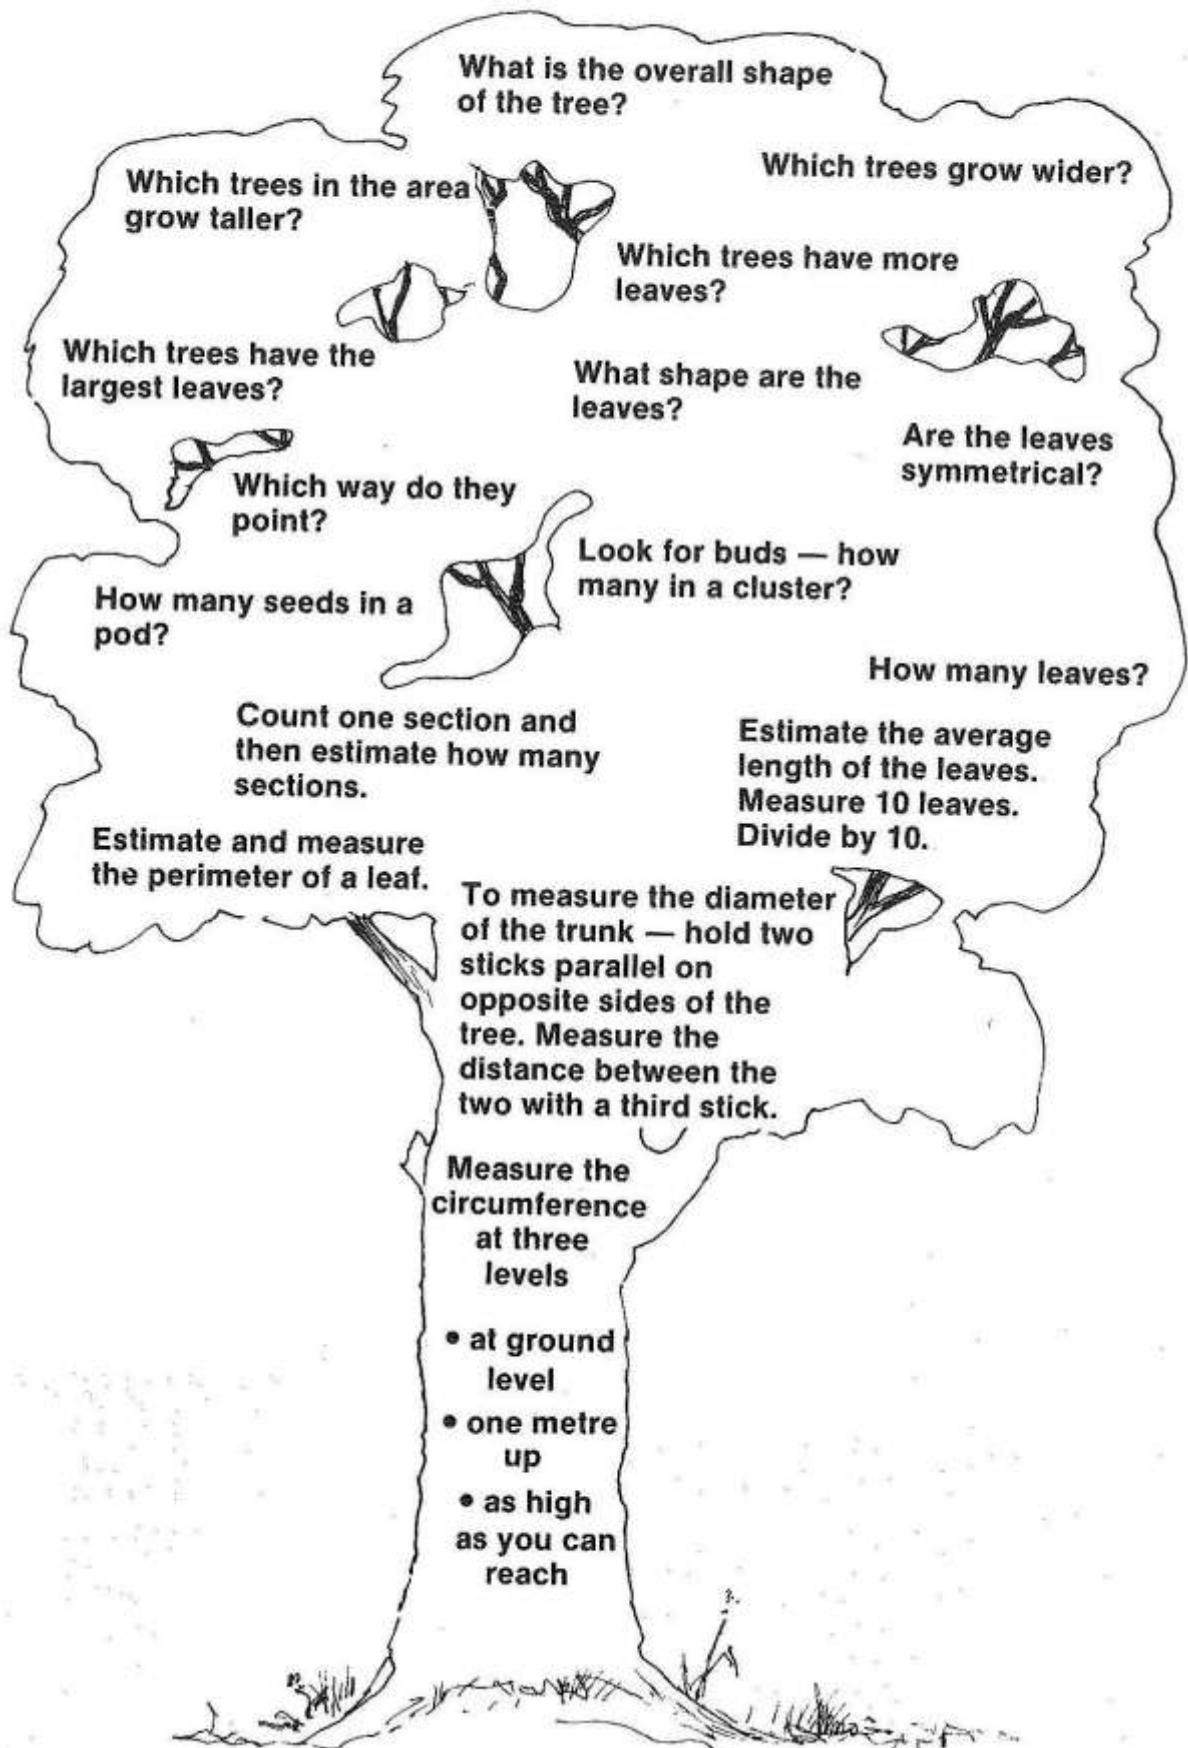 What is the overall shape
of the tree?
Which trees grow wider?
Which trees in the area
grow taller?
Which trees have more
leaves?
Which trees have the
largest leaves?
What shape are the
leaves?
Are the leaves
symmetrical?
Which way do they
point?
Look for buds — how
many in a cluster?
How many seeds in a
pod?
How many leaves?
Count one section and
then estimate how many
sections.
Estimate the average
length of the leaves.
Measure 10 leaves.
Divide by 10.
Estimate and measure
the perimeter of a leaf.
To measure the diameter
of the trunk — hold two
sticks parallel on
opposite sides of the
tree. Measure the
distance between the
two with a third stick.
Measure the
circumference
at three
levels
• at ground
level
• one metre
up
• as high
as you can
reach